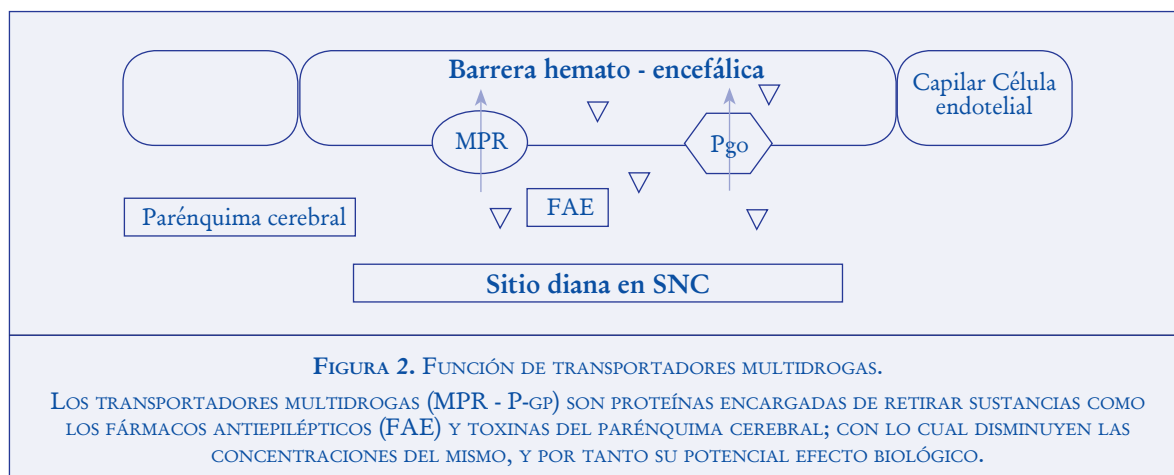 Barrera hemato - encefálica
Capilar Célula
endotelial
MPR
Pgo
Parénquima cerebral
FAE
Sitio diana en SNC
Figura 2. Función de transportadores multidrogas.
Los transportadores multidrogas (MPR - P-gp) son proteínas encargadas de retirar sustancias como
los fármacos antiepilépticos (FAE) y toxinas del parénquima cerebral; con lo cual disminuyen las
concentraciones del mismo, y por tanto su potencial efecto biológico.